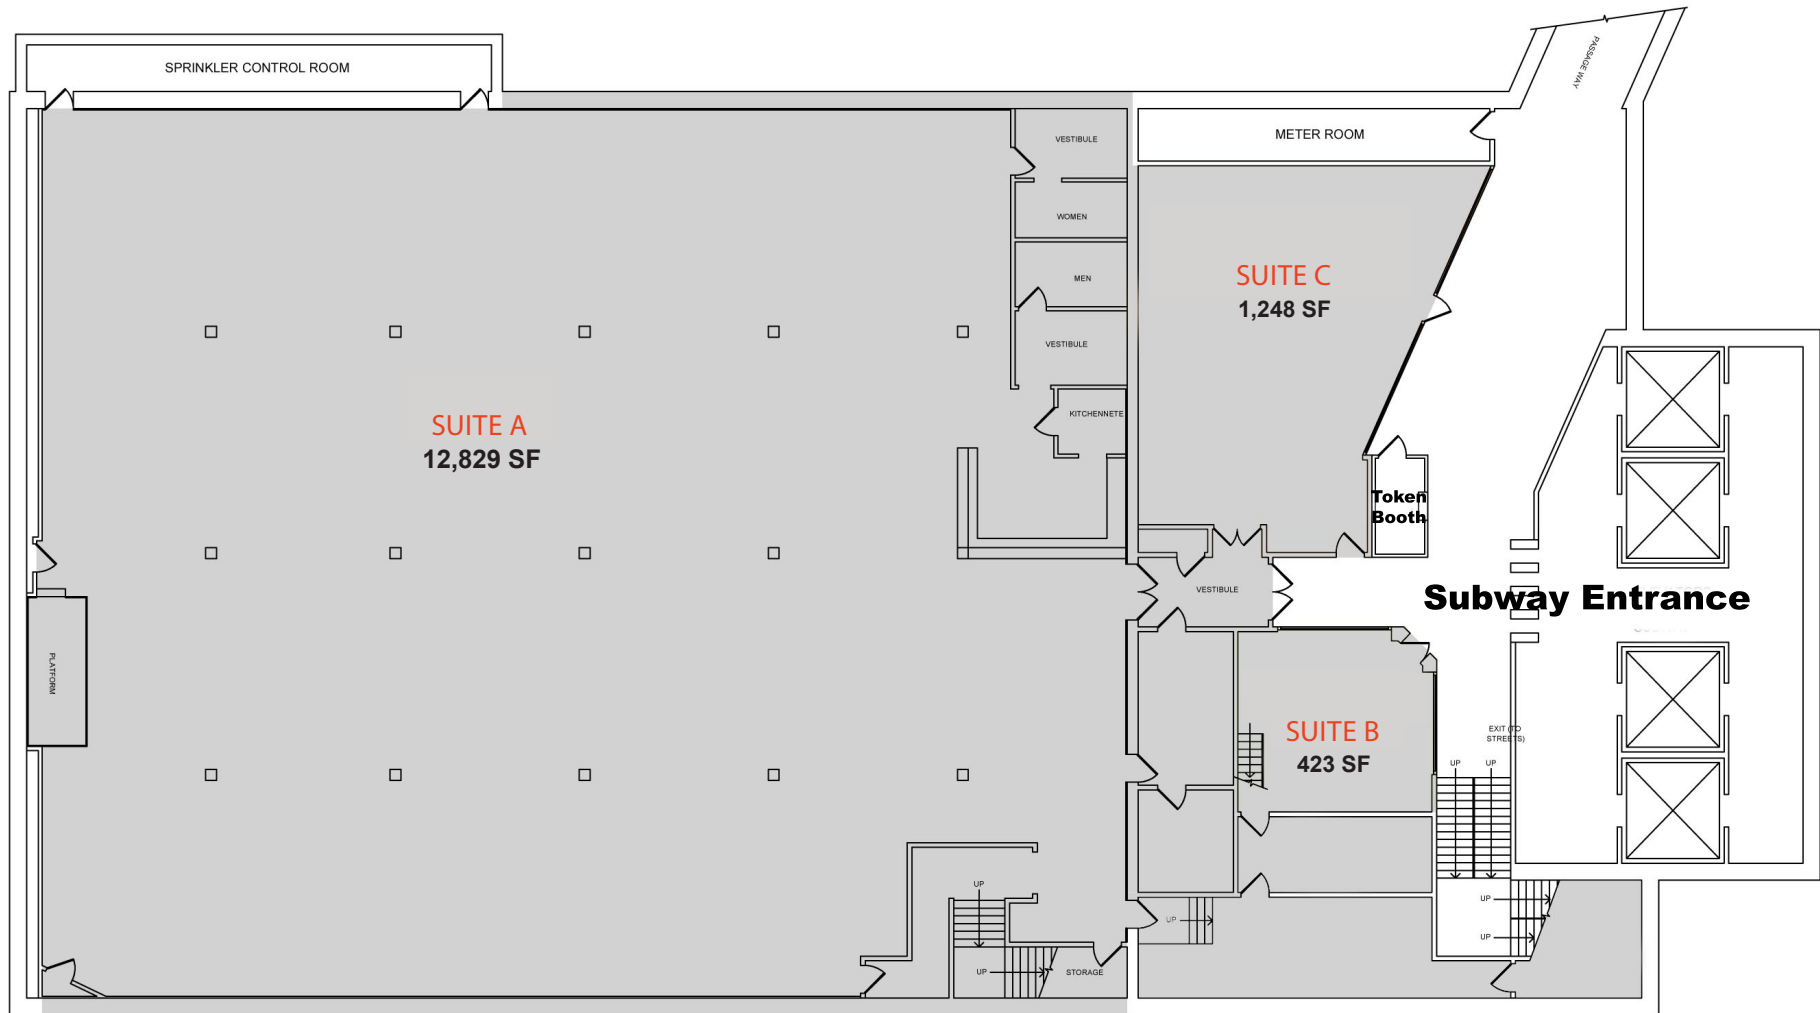 PASSAGE WAY
SPRINKLER CONTROL ROOM
METER ROOM
VESTIBULE
WOMEN
MEN
SUITE C
1,248 SF
VESTIBULE
KITCHENNETE
SUITE A
12,829 SF
Token
Booth
VESTIBULE
Subway Entrance
PLATFORM
SUITE B
423 SF
EXIT (TO
STREETS)
UP
UP
UP
UP
UP
UP
UP
STORAGE